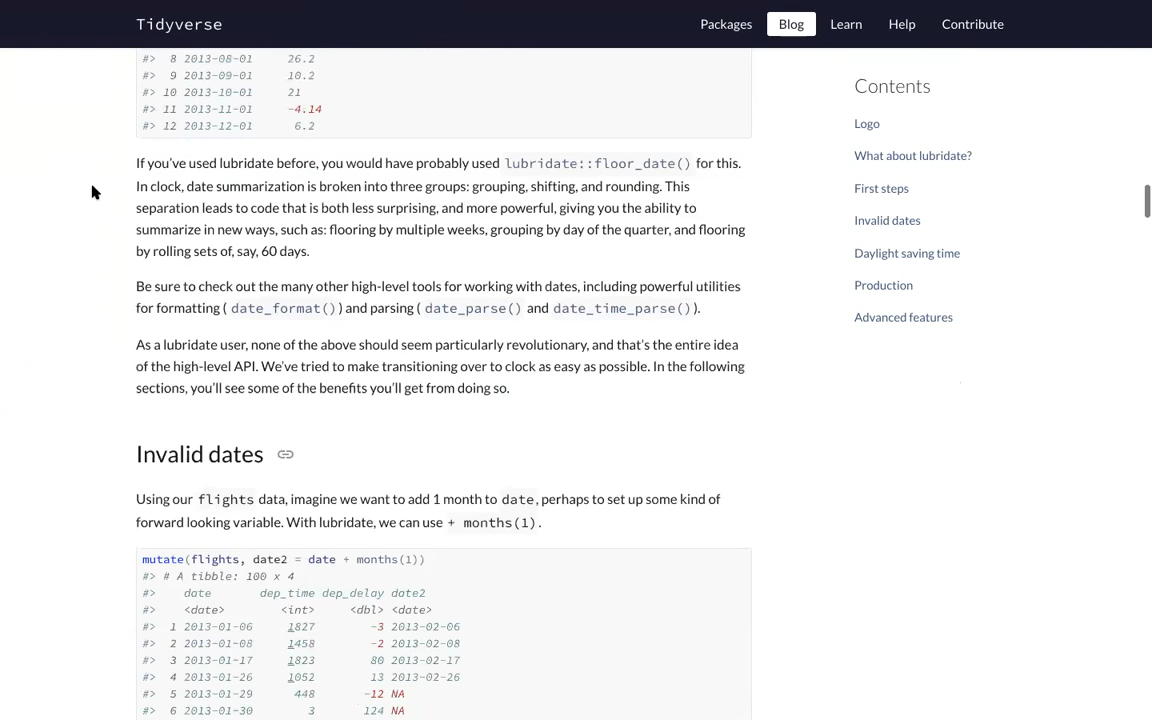 Tidyverse
Packages Blog Learn Help Contribute
#>  8 2013-08-01     26.2
#>  9 2013-09-01     10.2
#> 10 2013-10-01     21
#> 11 2013-11-01     -4.14
#> 12 2013-12-01      6.2
If you've used lubridate before, you would have probably used lubridate::floor_date() for this.
In clock, date summarization is broken into three groups: grouping, shifting, and rounding. This
separation leads to code that is both less surprising, and more powerful, giving you the ability to
summarize in new ways, such as: flooring by multiple weeks, grouping by day of the quarter, and flooring
by rolling sets of, say, 60 days.
Be sure to check out the many other high-level tools for working with dates, including powerful utilities
for formatting ( date_format() ) and parsing ( date_parse() and date_time_parse() ).
As a lubridate user, none of the above should seem particularly revolutionary, and that's the entire idea
of the high-level API. We've tried to make transitioning over to clock as easy as possible. In the following
sections, you'll see some of the benefits you'll get from doing so.
Invalid dates
Using our flights data, imagine we want to add 1 month to date, perhaps to set up some kind of
forward looking variable. With lubridate, we can use + months(1).
mutate(flights, date2 = date + months(1))
#> # A tibble: 100 x 4
#>    date       dep_time dep_delay date2
#>    <date>        <int>     <dbl> <date>
#>  1 2013-01-06     1827        -3 2013-02-06
#>  2 2013-01-08     1458        -2 2013-02-08
#>  3 2013-01-17     1823        80 2013-02-17
#>  4 2013-01-26     1052        13 2013-02-26
#>  5 2013-01-29      448       -12 NA
#>  6 2013-01-30        3       124 NA
Contents
Logo
What about lubridate?
First steps
Invalid dates
Daylight saving time
Production
Advanced features